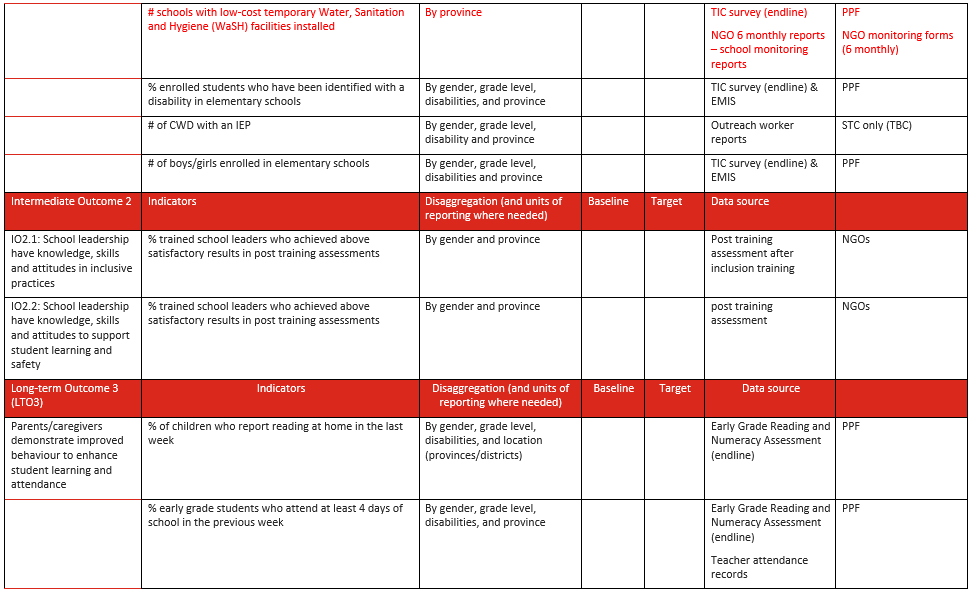 # schools with low-cost temporary Water, Sanitation
and Hygiene (WaSH) facilities installed
By province
TIC survey (endline)
NGO 6 monthly reports
– school monitoring
reports
PPF
NGO monitoring forms
(6 monthly)
% enrolled students who have been identified with a
disability in elementary schools
By gender, grade level,
disabilities, and province
TIC survey (endline) &
EMIS
PPF
# of CWD with an IEP
By gender, grade level,
disability and province
Outreach worker
reports
STC only (TBC)
# of boys/girls enrolled in elementary schools
By gender, grade level,
disabilities and province
TIC survey (endline) &
EMIS
PPF
Intermediate Outcome 2
Indicators
Disaggregation (and units of
reporting where needed)
Baseline
Target
Data source
IO2.1: School leadership
have knowledge, skills
and attitudes in inclusive
practices
% trained school leaders who achieved above
satisfactory results in post training assessments
By gender and province
Post training
assessment after
inclusion training
NGOs
IO2.2: School leadership
have knowledge, skills
and attitudes to support
student learning and
safety
% trained school leaders who achieved above
satisfactory results in post training assessments
By gender and province
post training
assessment
NGOs
Long-term Outcome 3
(LTO3)
Indicators
Disaggregation (and units of
reporting where needed)
Baseline
Target
Data source
Parents/caregivers
demonstrate improved
behaviour to enhance
student learning and
attendance
% of children who report reading at home in the last
week
By gender, grade level,
disabilities, and location
(provinces/districts)
Early Grade Reading and
Numeracy Assessment
(endline)
PPF
% early grade students who attend at least 4 days of
school in the previous week
By gender, grade level,
disabilities, and province
Early Grade Reading and
Numeracy Assessment
(endline)
Teacher attendance
records
PPF